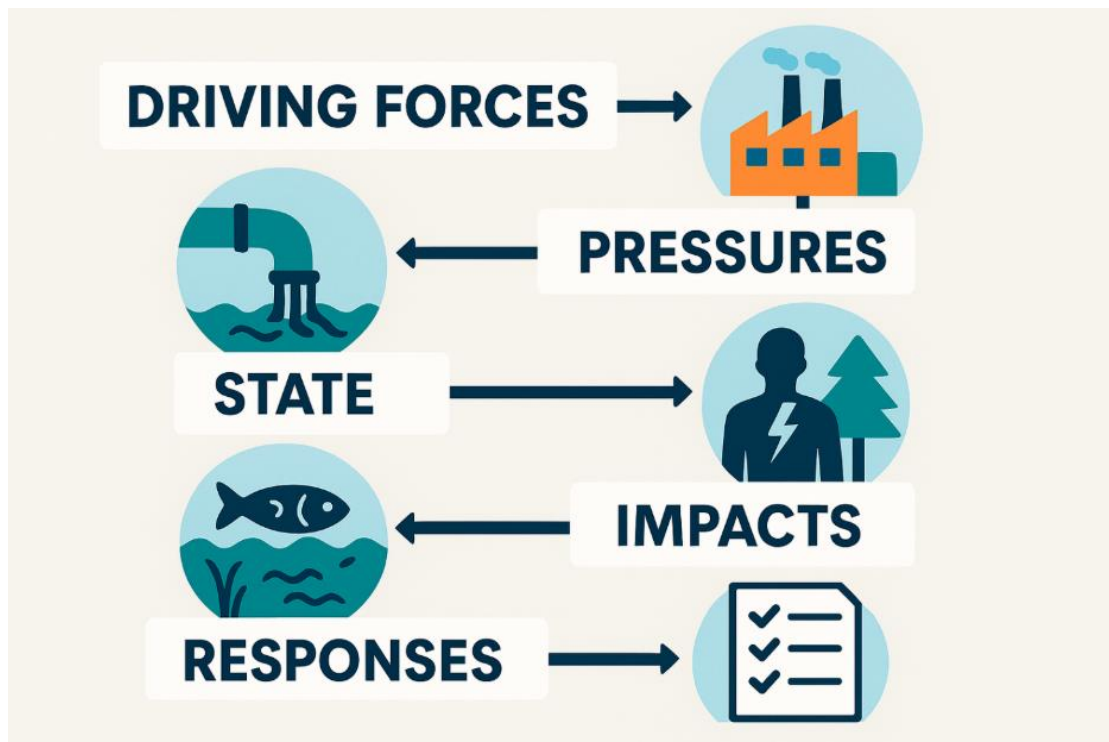 DRIVING FORCES
PRESSURES
STATE
IMPACTS
RESPONSES